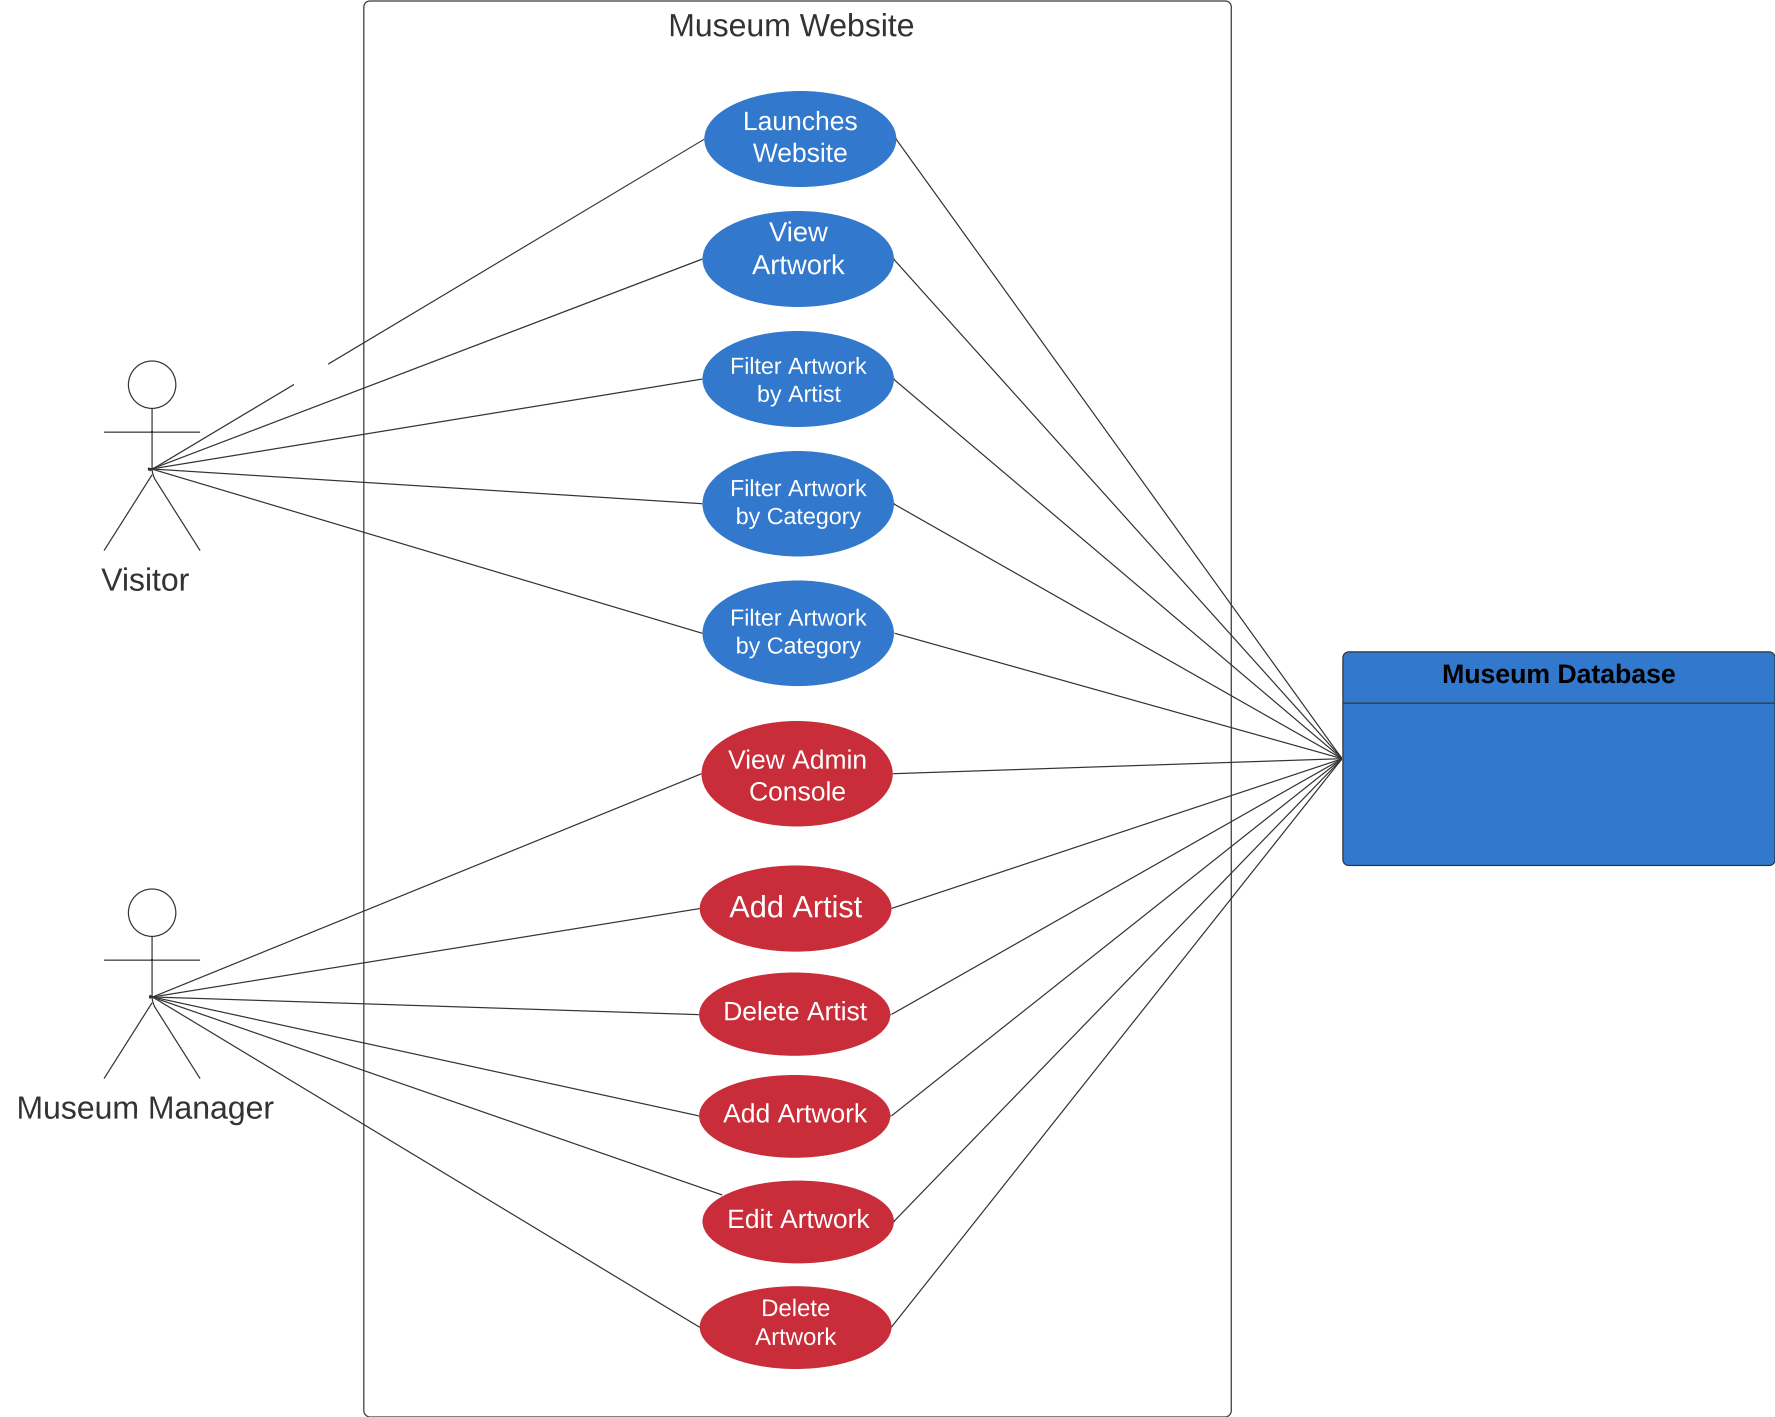 Museum Website
Launches
Website
View
Artwork
Filter Artwork
by Artist
Filter Artwork
by Category
Visitor
Filter Artwork
by Category
Museum Database
View Admin
Console
Add Artist
Delete Artist
Museum Manager
Add Artwork
Edit Artwork
Delete
Artwork